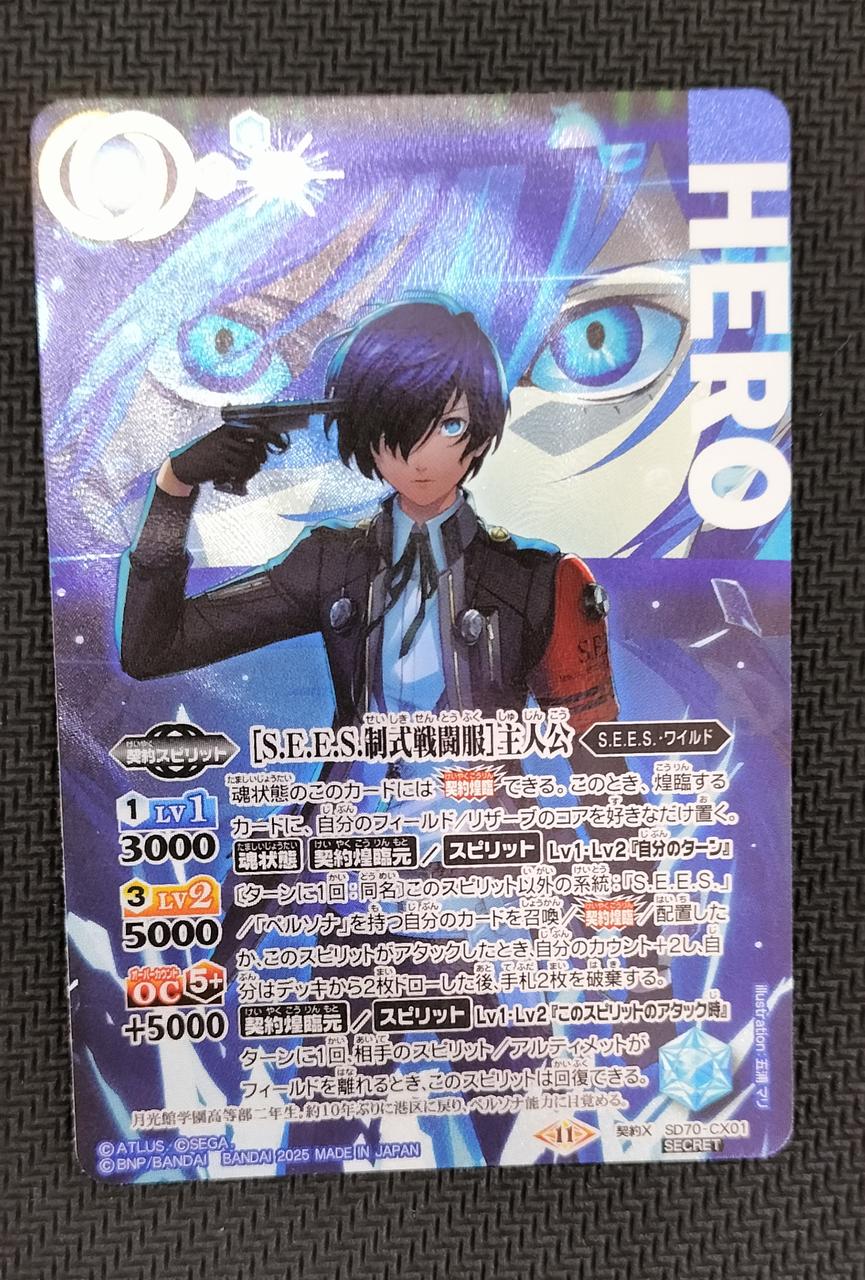 HERO
S.E.
契約スピリット
[S.E.E.S.制式戦闘服]主人公
S.E.E.S.・ワイルド
1 LV1
3000
3 LV2
5000
オーバーカウント
OC 5+
+5000
魂状態のこのカードには契約煌臨できる。このとき、煌臨する
カードに、自分のフィールド/リザーブのコアを好きなだけ置く。
魂状態 契約煌臨元/スピリット Lv1・Lv2『自分のターン』
〔ターンに1回:同名〕このスピリット以外の系統:「S.E.E.S.」
/「ペルソナ」を持つ自分のカードを召喚/契約煌臨/配置した
か、このスピリットがアタックしたとき、自分のカウント+2し、自
分はデッキから2枚ドローした後、手札2枚を破棄する。
契約煌臨元/スピリット Lv1・Lv2『このスピリットのアタック時』
ターンに1回、相手のスピリット/アルティメットが
フィールドを離れるとき、このスピリットは回復できる。
月光館学園高等部二年生。約10年ぶりに港区に戻り、ペルソナ能力に目覚める。
illustration:五浦マリ
11 契約X SD70-CX01
SECRET
©ATLUS. ©SEGA.
©BNP/BANDAI BANDAI 2025 MADE IN JAPAN